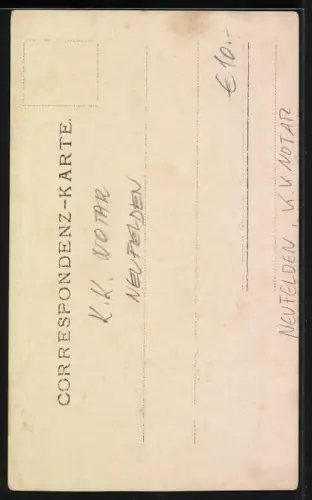 CORRESPONDENZ-KARTE.
K.K. NOTAR
NEUFELDEN
€ 10.-
NEUFELDEN, K.K NOTAR